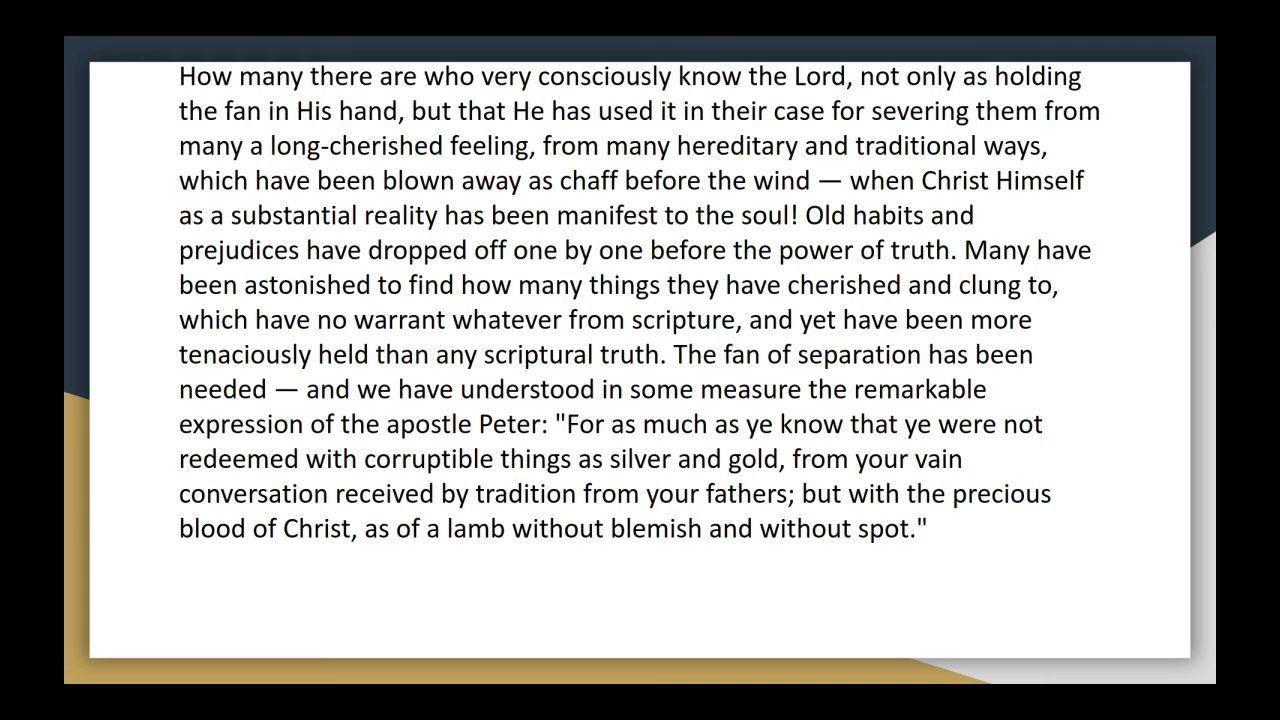 How many there are who very consciously know the Lord, not only as holding
the fan in His hand, but that He has used it in their case for severing them from
many a long-cherished feeling, from many hereditary and traditional ways,
which have been blown away as chaff before the wind — when Christ Himself
as a substantial reality has been manifest to the soul! Old habits and
prejudices have dropped off one by one before the power of truth. Many have
been astonished to find how many things they have cherished and clung to,
which have no warrant whatever from scripture, and yet have been more
tenaciously held than any scriptural truth. The fan of separation has been
needed — and we have understood in some measure the remarkable
expression of the apostle Peter: "For as much as ye know that ye were not
redeemed with corruptible things as silver and gold, from your vain
conversation received by tradition from your fathers; but with the precious
blood of Christ, as of a lamb without blemish and without spot."